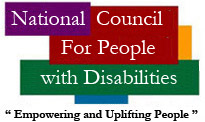 National Council
For People
with Disabilities
“ Empowering and Uplifting People ”